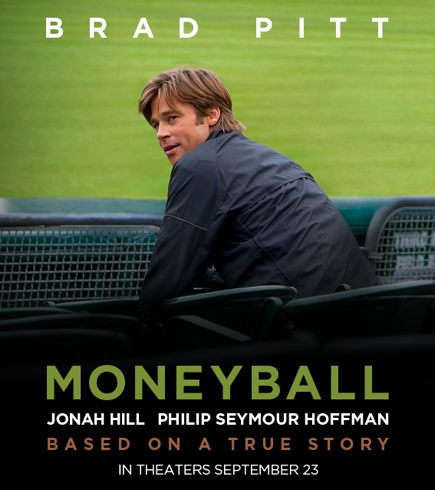 BRAD PITT
MONEYBALL
JONAH HILL PHILIP SEYMOUR HOFFMAN
BASED ON A TRUE STORY
IN THEATERS SEPTEMBER 23